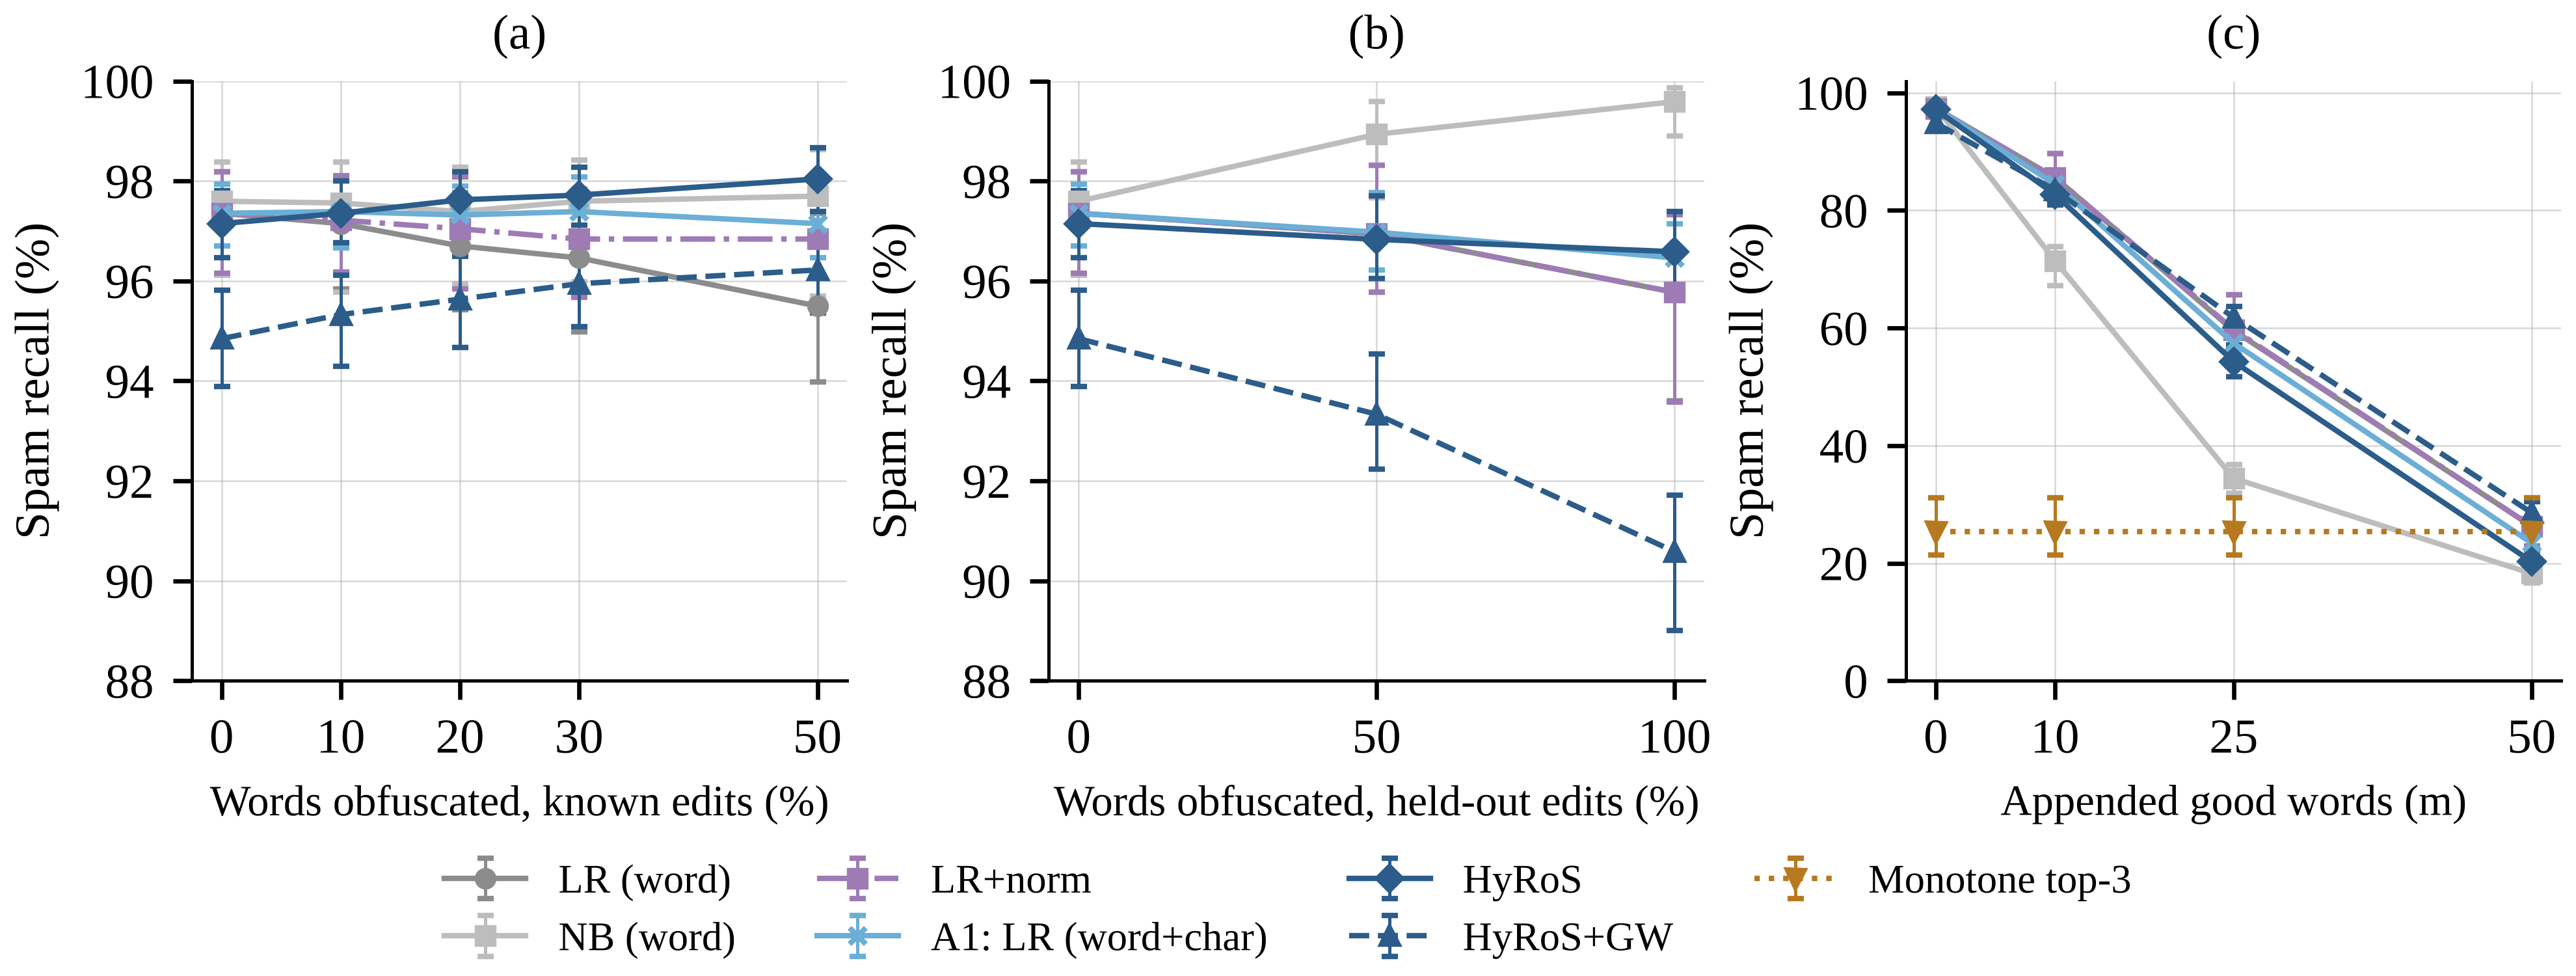 (a)
(b)
(c)
Spam recall (%)
100
98
96
94
92
90
88
0 10 20 30 50
Words obfuscated, known edits (%)
Spam recall (%)
100
98
96
94
92
90
88
0 50 100
Words obfuscated, held-out edits (%)
Spam recall (%)
100
80
60
40
20
0
0 10 25 50
Appended good words (m)
LR (word) LR+norm HyRoS Monotone top-3
NB (word) A1: LR (word+char) HyRoS+GW